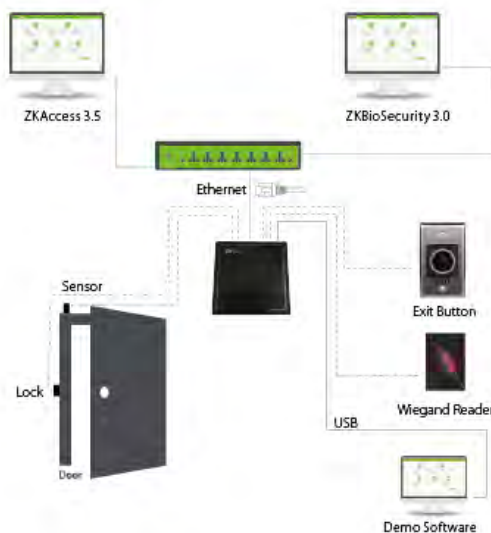 ZKAccess 3.5
ZKBioSecurity 3.0
Ethernet
Sensor
Exit Button
Lock
Wiegand Reader
USB
Door
Demo Software